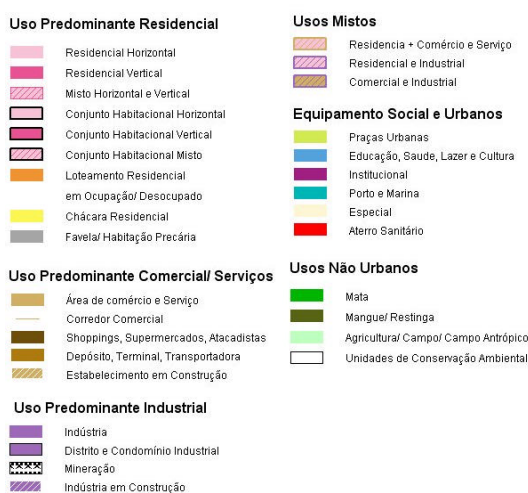 Uso Predominante Residencial
Residencial Horizontal
Residencial Vertical
Misto Horizontal e Vertical
Conjunto Habitacional Horizontal
Conjunto Habitacional Vertical
Conjunto Habitacional Misto
Loteamento Residencial
em Ocupação/ Desocupado
Chácara Residencial
Favela/ Habitação Precária
Uso Predominante Comercial/ Serviços
Área de comércio e Serviço
Corredor Comercial
Shoppings, Supermercados, Atacadistas
Depósito, Terminal, Transportadora
Estabelecimento em Construção
Uso Predominante Industrial
Indústria
Distrito e Condomínio Industrial
Mineração
Indústria em Construção
Usos Mistos
Residencia + Comércio e Serviço
Residencial e Industrial
Comercial e Industrial
Equipamento Social e Urbanos
Praças Urbanas
Educação, Saude, Lazer e Cultura
Institucional
Porto e Marina
Especial
Aterro Sanitário
Usos Não Urbanos
Mata
Mangue/ Restinga
Agricultura/ Campo/ Campo Antrópico
Unidades de Conservação Ambiental